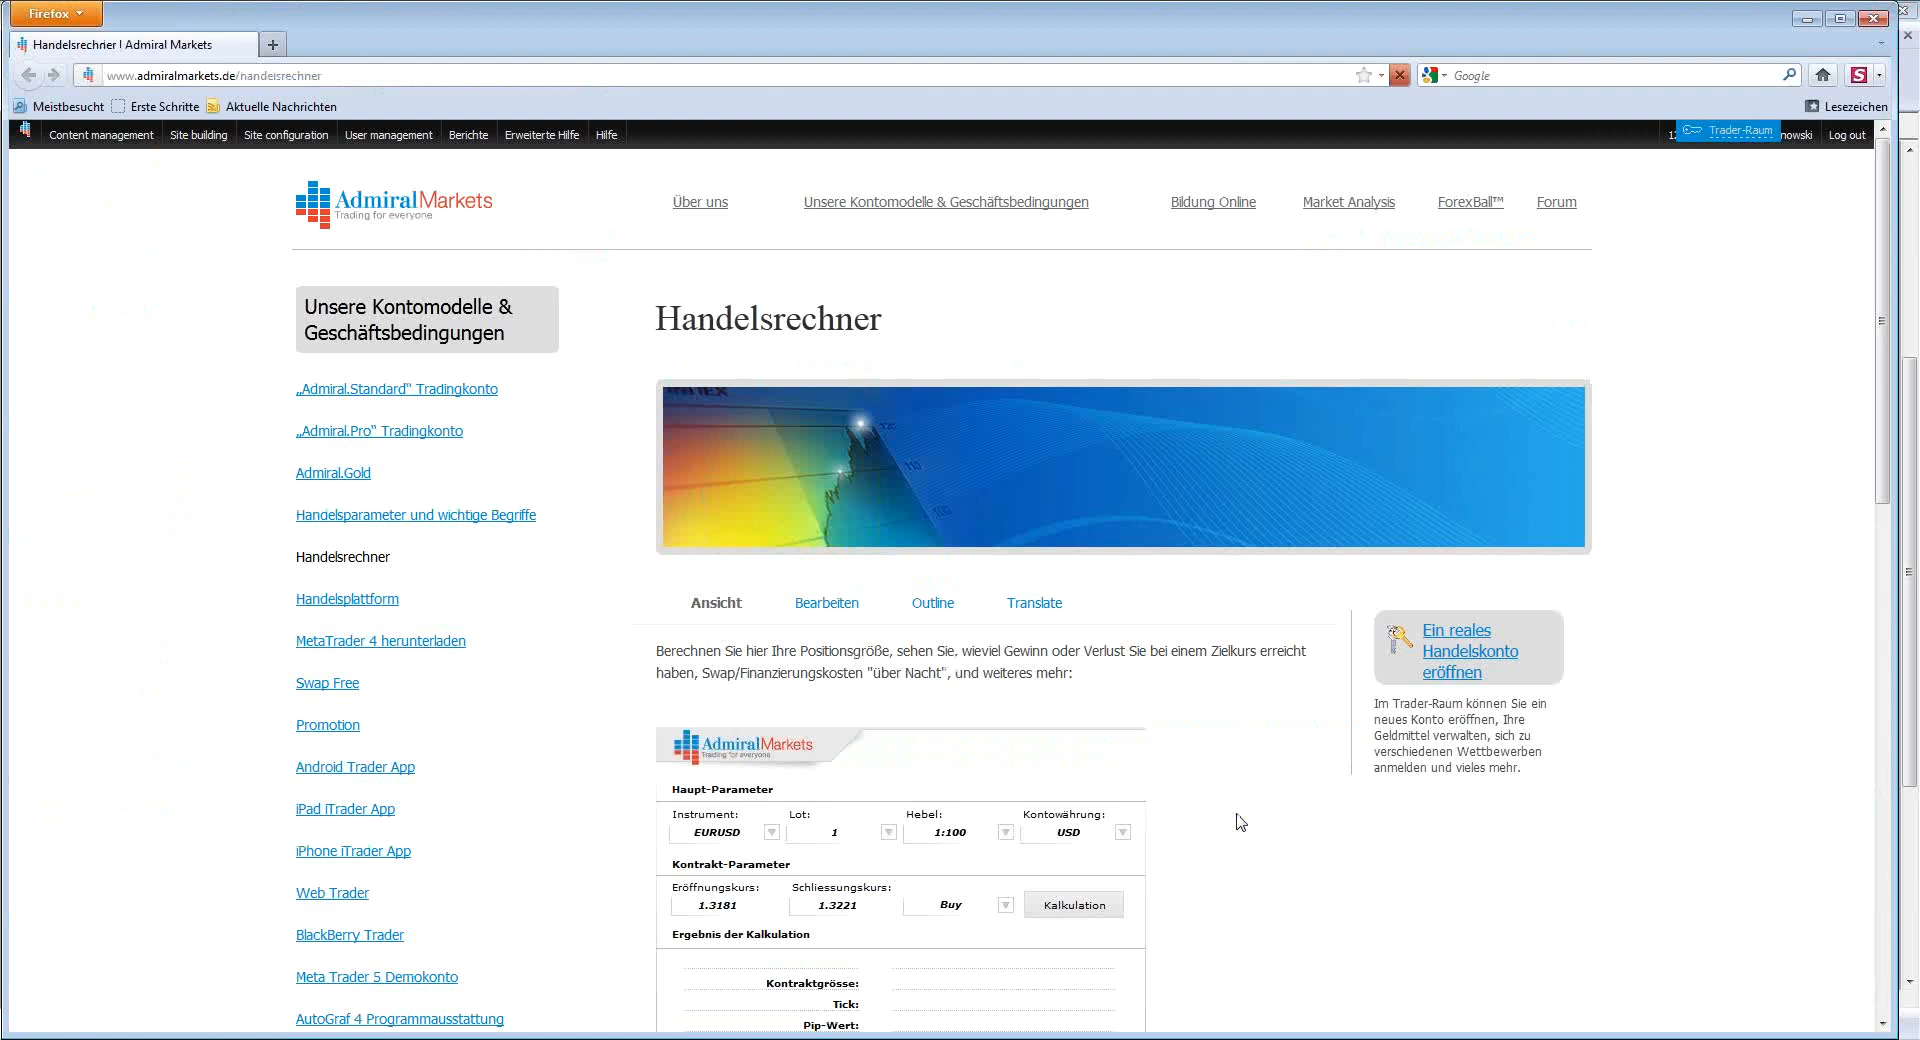 Firefox
Handelsrechner | Admiral Markets
www.admiralmarkets.de/handelsrechner
Google
S
Meistbesucht
Erste Schritte
Aktuelle Nachrichten
Lesezeichen
Content management
Site building
Site configuration
User management
Berichte
Erweiterte Hilfe
Hilfe
Trader-Raum
nowski
Log out
AdmiralMarkets
Trading for everyone
Über uns
Unsere Kontomodelle & Geschäftsbedingungen
Bildung Online
Market Analysis
ForexBall™
Forum
Unsere Kontomodelle &
Geschäftsbedingungen
„Admiral.Standard“ Tradingkonto
„Admiral.Pro“ Tradingkonto
Admiral.Gold
Handelsparameter und wichtige Begriffe
Handelsrechner
Handelsplattform
MetaTrader 4 herunterladen
Swap Free
Promotion
Android Trader App
iPad iTrader App
iPhone iTrader App
Web Trader
BlackBerry Trader
Meta Trader 5 Demokonto
AutoGraf 4 Programmausstattung
Handelsrechner
110
100
Ansicht
Bearbeiten
Outline
Translate
Berechnen Sie hier Ihre Positionsgröße, sehen Sie, wieviel Gewinn oder Verlust Sie bei einem Zielkurs erreicht
haben, Swap/Finanzierungskosten "über Nacht", und weiteres mehr:
AdmiralMarkets
Trading for everyone
Haupt-Parameter
Instrument:
Lot:
Hebel:
Kontowährung:
EURUSD
1
1:100
USD
Kontrakt-Parameter
Eröffnungskurs:
Schliessungskurs:
1.3181
1.3221
Buy
Kalkulation
Ergebnis der Kalkulation
Kontraktgrösse:
Tick:
Pip-Wert:
Ein reales
Handelskonto
eröffnen
Im Trader-Raum können Sie ein
neues Konto eröffnen, Ihre
Geldmittel verwalten, sich zu
verschiedenen Wettbewerben
anmelden und vieles mehr.